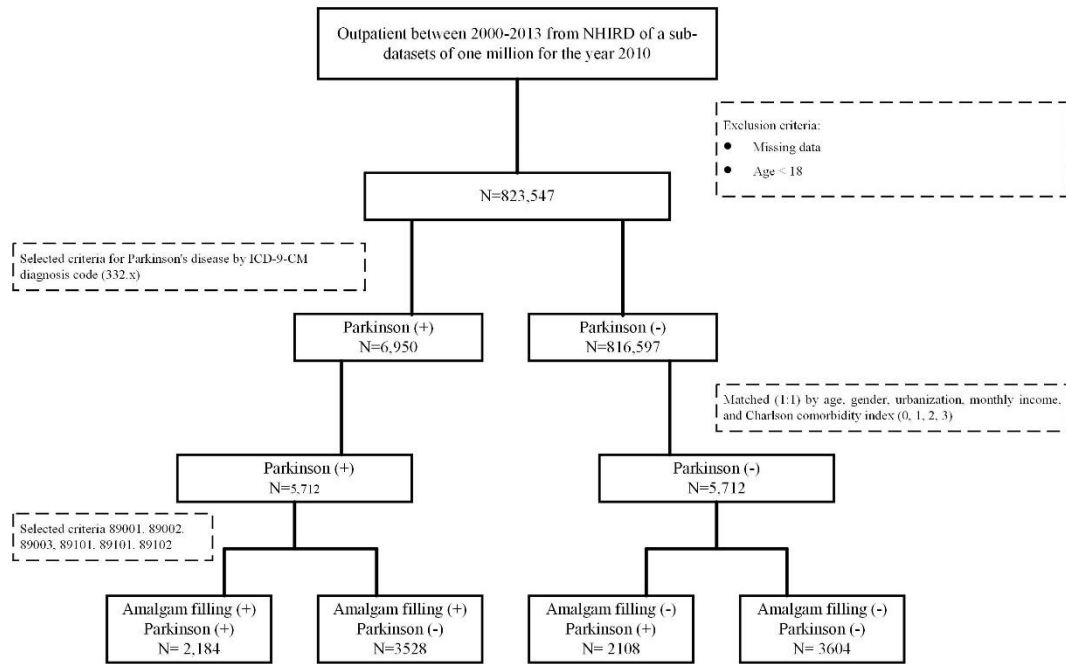 Outpatient between 2000-2013 from NHIRD of a sub-
datasets of one million for the year 2010
Exclusion criteria:
● Missing data
● Age < 18
N=823,547
Selected criteria for Parkinson's disease by ICD-9-CM
diagnosis code (332.x)
Parkinson (+)
N=6,950
Parkinson (-)
N=816,597
Matched (1:1) by age, gender, urbanization, monthly income,
and Charlson comorbidity index (0, 1, 2, 3)
Parkinson (+)
N=5,712
Parkinson (-)
N=5,712
Selected criteria 89001. 89002.
89003, 89101. 89101. 89102
Amalgam filling (+)
Parkinson (+)
N= 2,184
Amalgam filling (+)
Parkinson (-)
N=3528
Amalgam filling (-)
Parkinson (+)
N= 2108
Amalgam filling (-)
Parkinson (-)
N= 3604